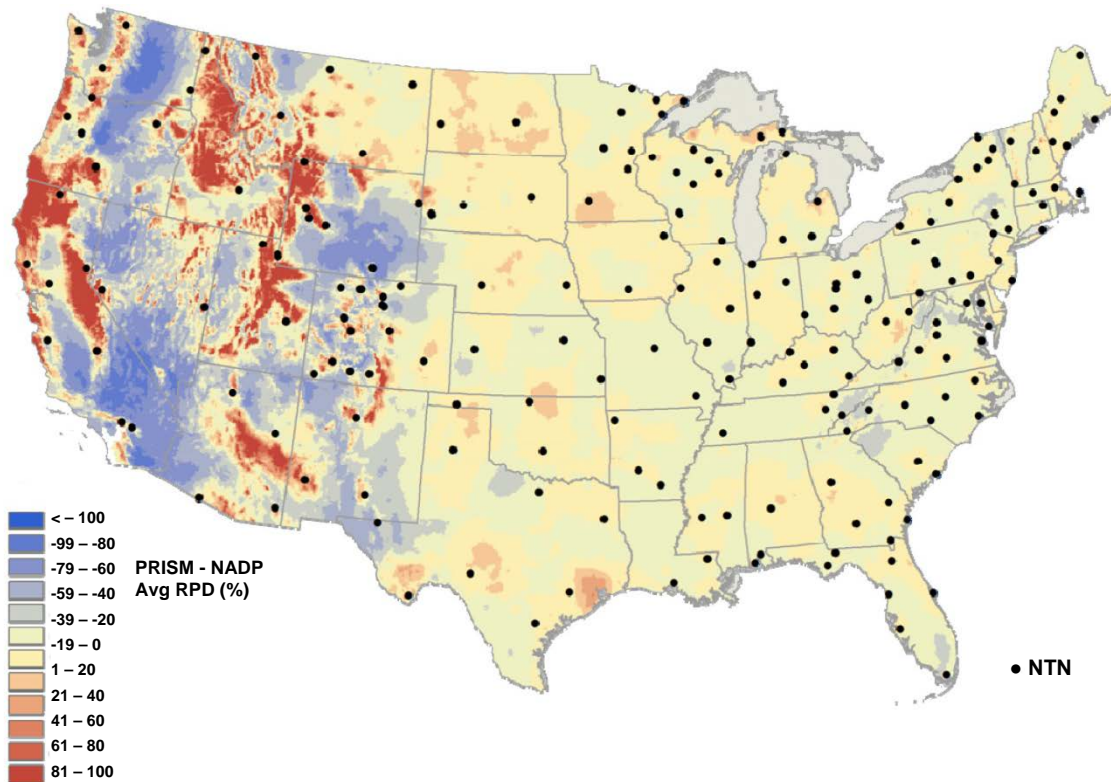 < – 100
-99 – -80
-79 – -60
-59 – -40
-39 – -20
-19 – 0
1 – 20
21 – 40
41 – 60
61 – 80
81 – 100
PRISM - NADP
Avg RPD (%)
NTN